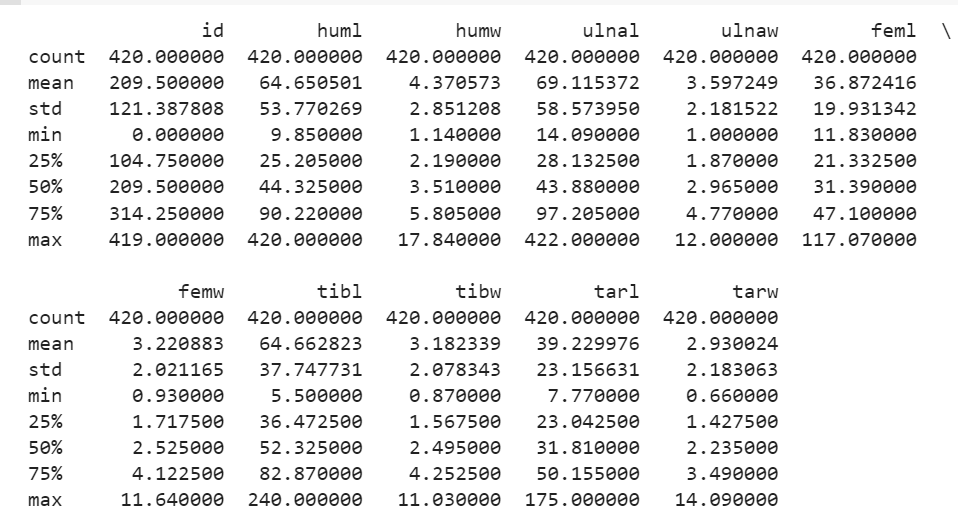 id        huml        humw       ulnal       ulnaw        feml  \
count  420.000000  420.000000  420.000000  420.000000  420.000000  420.000000
mean   209.500000   64.650501    4.370573   69.115372    3.597249   36.872416
std    121.387808   53.770269    2.851208   58.573950    2.181522   19.931342
min      0.000000    9.850000    1.140000   14.090000    1.000000   11.830000
25%    104.750000   25.205000    2.190000   28.132500    1.870000   21.332500
50%    209.500000   44.325000    3.510000   43.880000    2.965000   31.390000
75%    314.250000   90.220000    5.805000   97.205000    4.770000   47.100000
max    419.000000  420.000000   17.840000  422.000000   12.000000  117.070000

             femw        tibl        tibw        tarl        tarw
count  420.000000  420.000000  420.000000  420.000000  420.000000
mean     3.220883   64.662823    3.182339   39.229976    2.930024
std      2.021165   37.747731    2.078343   23.156631    2.183063
min      0.930000    5.500000    0.870000    7.770000    0.660000
25%      1.717500   36.472500    1.567500   23.042500    1.427500
50%      2.525000   52.325000    2.495000   31.810000    2.235000
75%      4.122500   82.870000    4.252500   50.155000    3.490000
max     11.640000  240.000000   11.030000  175.000000   14.090000